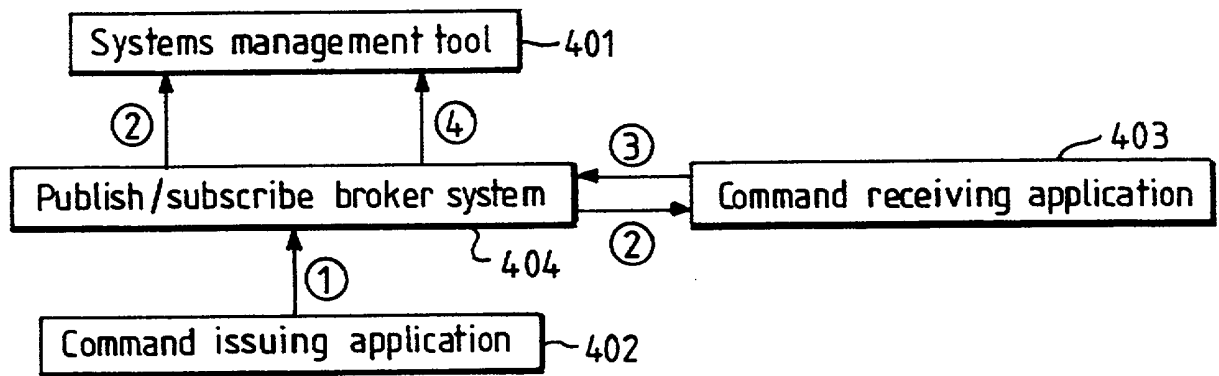 Systems management tool
401
②
④
③
403
Publish/subscribe broker system
Command receiving application
404
②
①
Command issuing application
402